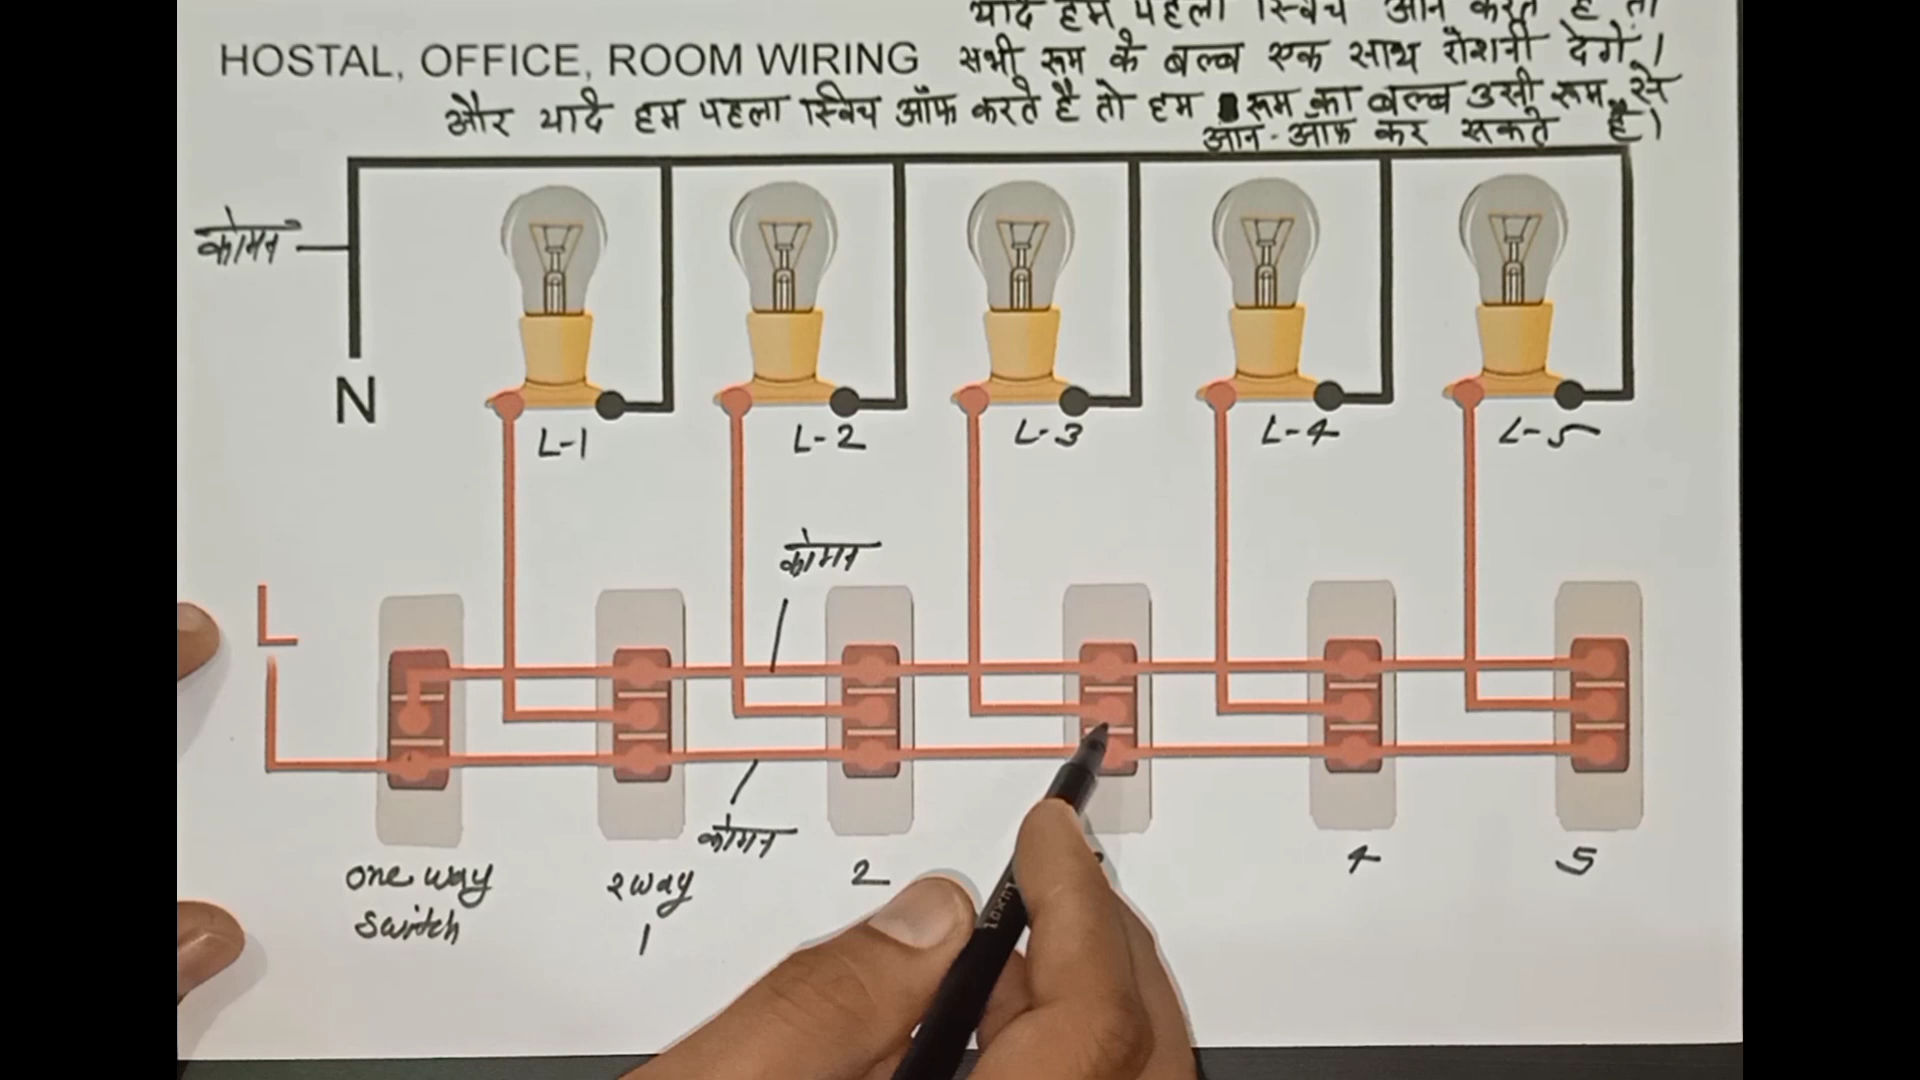 यदि हम पहला स्विच ऑन करते है तो
HOSTAL, OFFICE, ROOM WIRING सभी रूम के बल्ब एक साथ रोशनी देगे।
और यदि हम पहला स्विच ऑफ करते है तो हम रूम का बल्ब उसी रूम से
ऑन-ऑफ कर सकते है।
कोमन
N
L-1 L-2 L-3 L-4 L-5
कोमन
L
कोमन
one way switch
2way 1
2
4
5